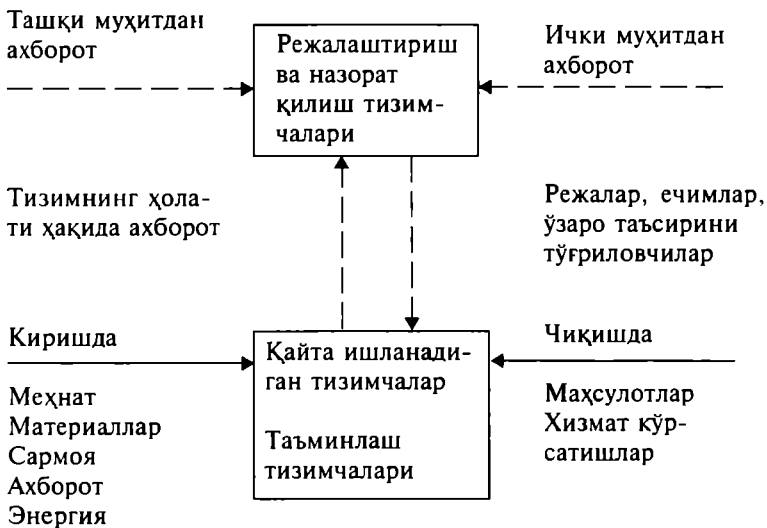 Ташқи муҳитдан
ахборот
Режалаштириш
ва назорат
қилиш тизим-
чалари
Ички муҳитдан
ахборот
Тизимнинг ҳола-
ти ҳақида ахборот
Режалар, ечимлар,
ўзаро таъсирини
тўғриловчилар
Киришда
Меҳнат
Материаллар
Сармоя
Ахборот
Энергия
Қайта ишланади-
ган тизимчалар
Таъминлаш
тизимчалари
Чиқишда
Маҳсулотлар
Хизмат кўр-
сатишлар